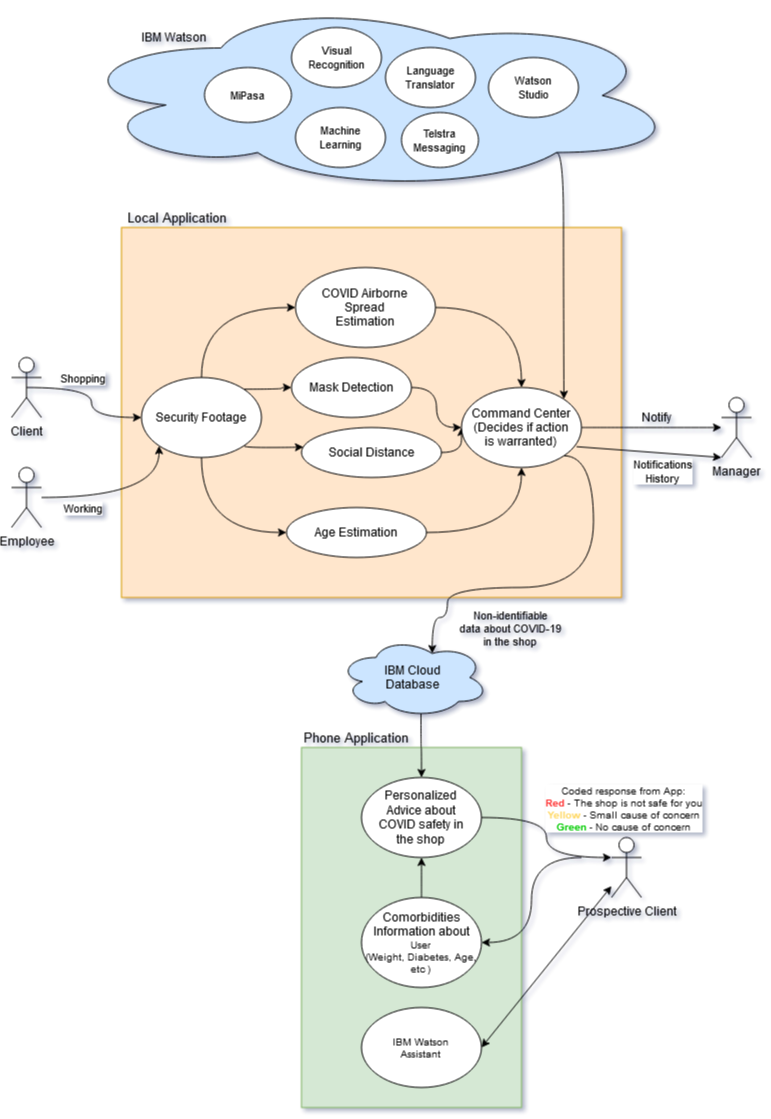 IBM Watson
Visual
Recognition
Language
Translator
Watson
Studio
MiPasa
Machine
Learning
Telstra
Messaging
Local Application
COVID Airborne
Spread
Estimation
Shopping
Mask Detection
Client
Security Footage
Command Center
(Decides if action
is warranted)
Notify
Social Distance
Notifications
History
Manager
Working
Employee
Age Estimation
Non-identifiable
data about COVID-19
in the shop
IBM Cloud
Database
Phone Application
Personalized
Advice about
COVID safety in
the shop
Coded response from App:
Red - The shop is not safe for you
Yellow - Small cause of concern
Green - No cause of concern
Prospective Client
Comorbidities
Information about
User
(Weight, Diabetes, Age,
etc )
IBM Watson
Assistant